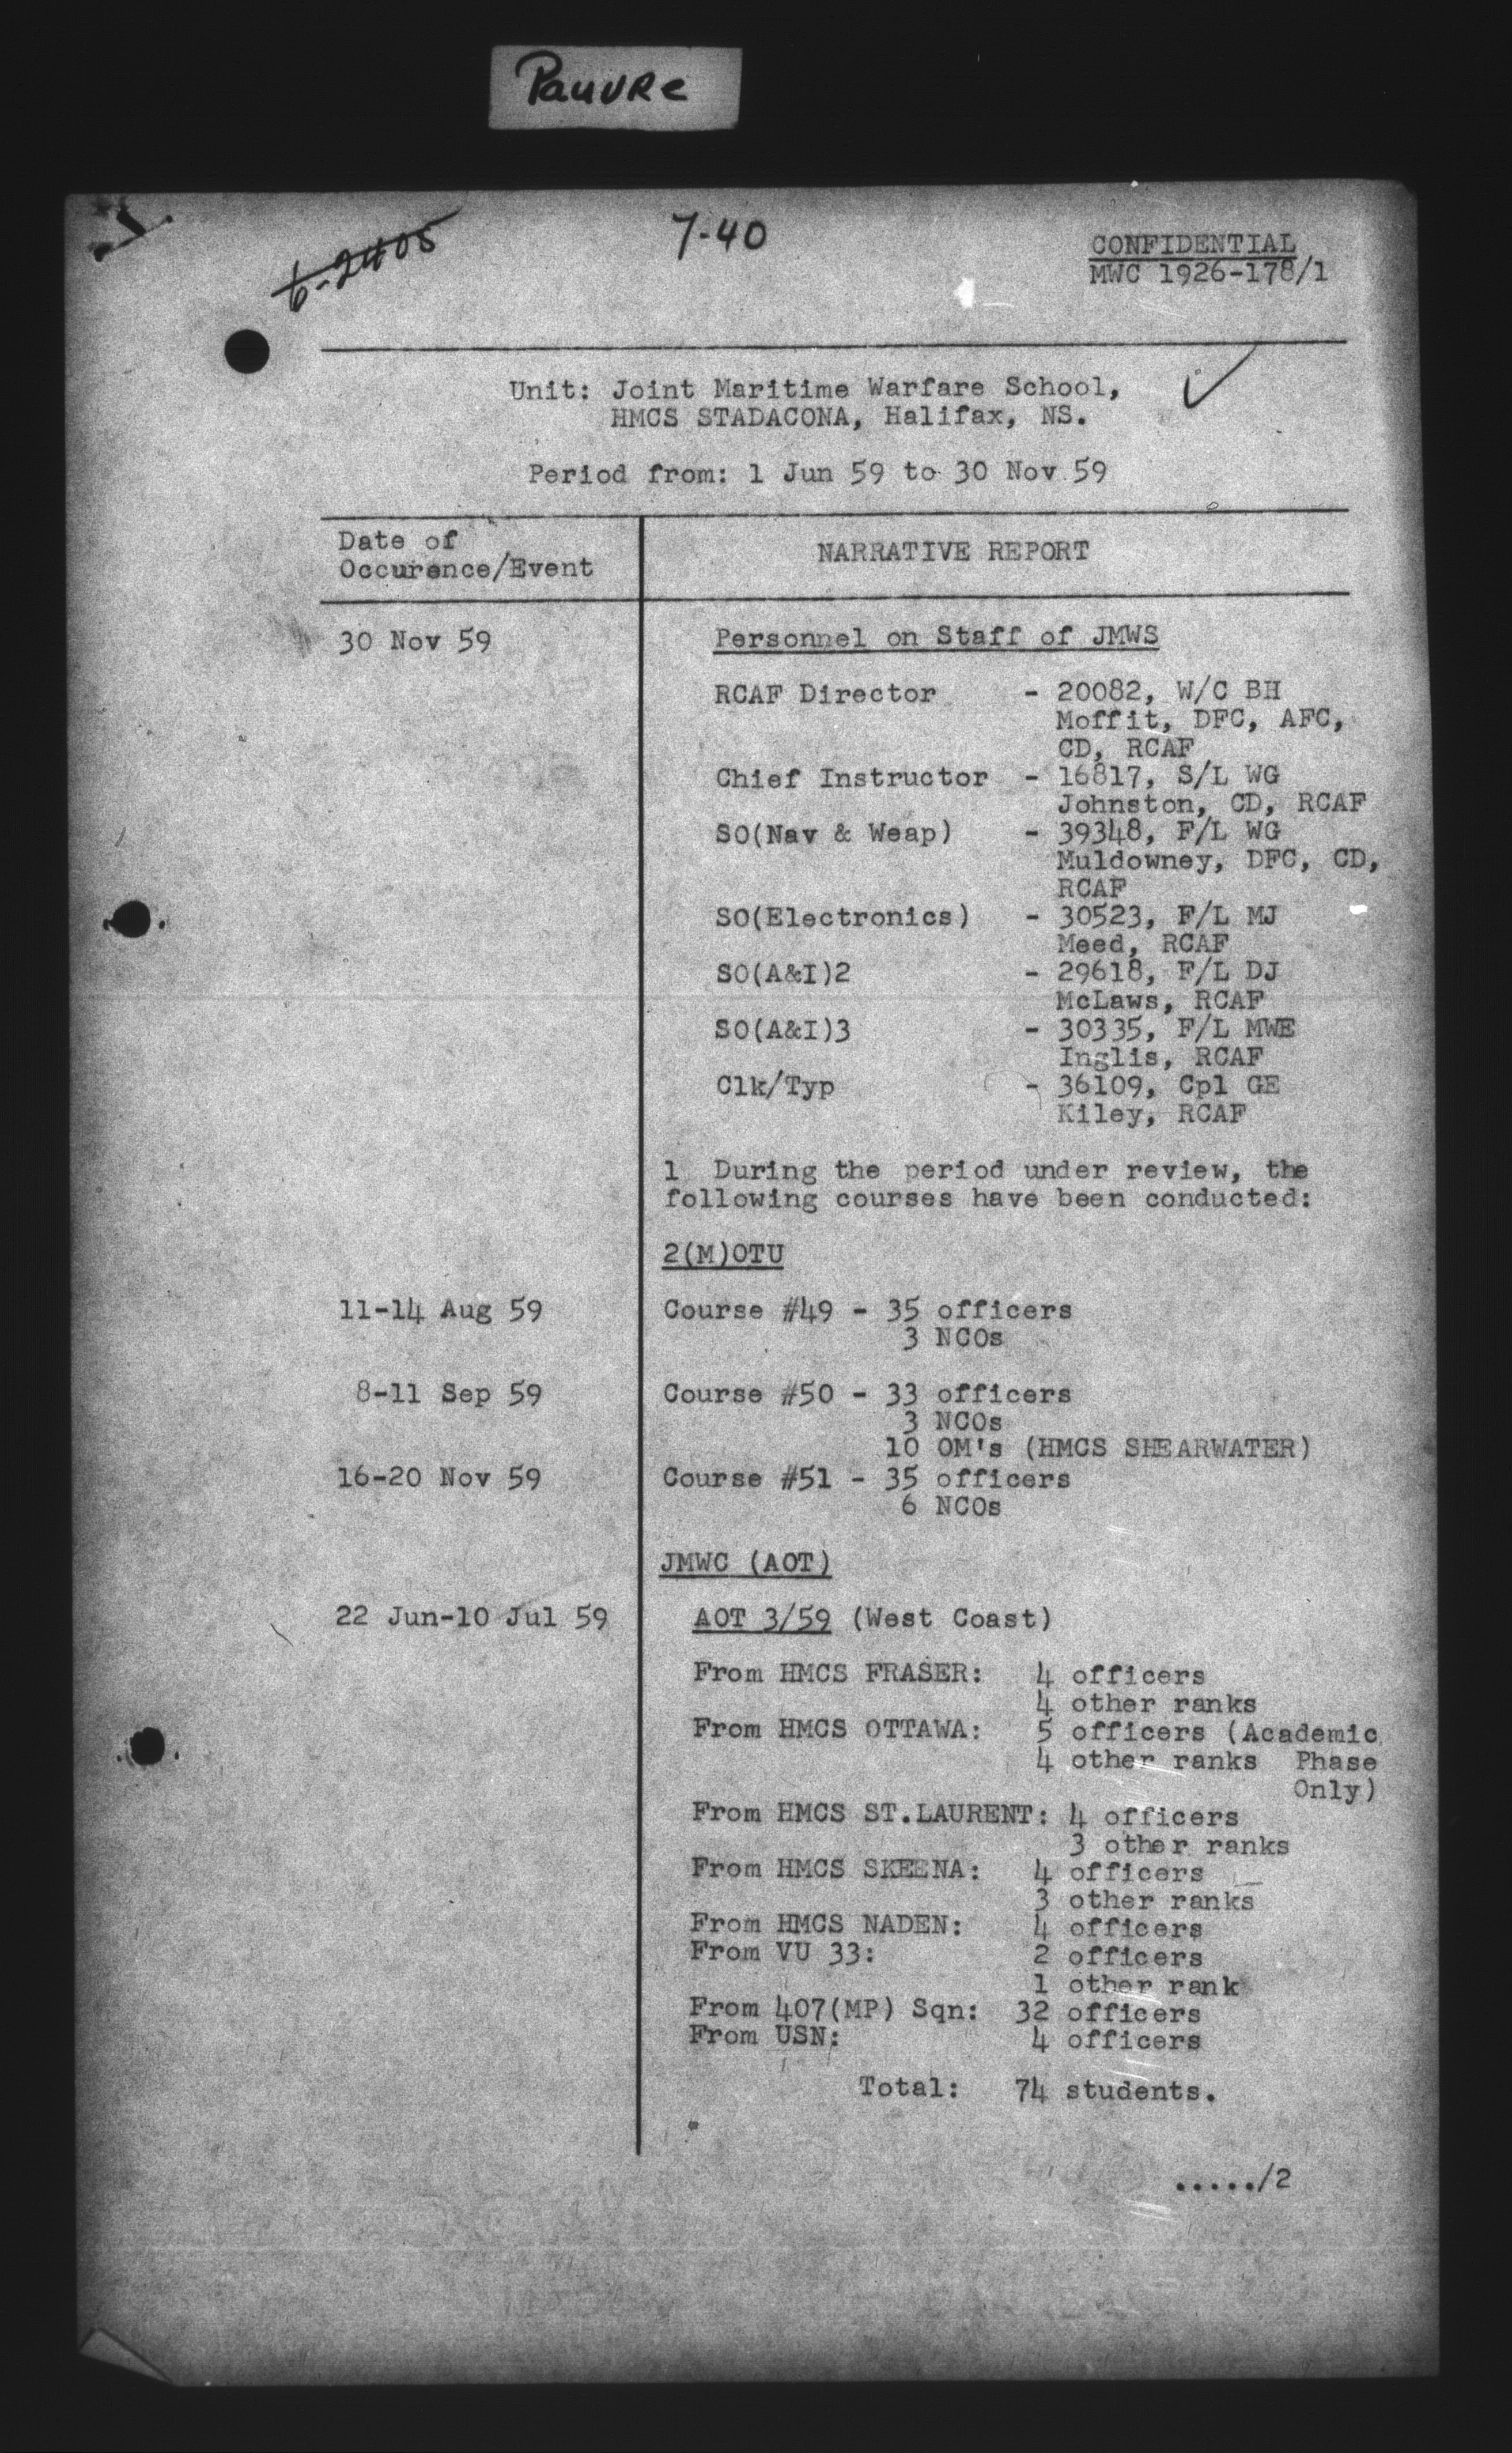 Pauvre
6-2405
7-40
CONFIDENTIAL
MWC 1926-178/1
Unit: Joint Maritime Warfare School,
HMCS STADACONA, Halifax, NS.
Period from: 1 Jun 59 to 30 Nov 59
Date of
Occurence/Event
NARRATIVE REPORT
30 Nov 59 Personnel on Staff of JMWS
RCAF Director - 20082, W/C BH
Moffit, DFC, AFC,
CD, RCAF
Chief Instructor - 16817, S/L WG
Johnston, CD, RCAF
SO(Nav & Weap) - 39348, F/L WG
Muldowney, DFC, CD,
RCAF
SO(Electronics) - 30523, F/L MJ
Meed, RCAF
SO(A&I)2 - 29618, F/L DJ
McLaws, RCAF
SO(A&I)3 - 30335, F/L MWE
Inglis, RCAF
Clk/Typ - 36109, Cpl GE
Kiley, RCAF
1 During the period under review, the
following courses have been conducted:
2(M)OTU
11-14 Aug 59 Course #49 - 35 officers
3 NCOs
8-11 Sep 59 Course #50 - 33 officers
3 NCOs
10 OM's (HMCS SHEARWATER)
16-20 Nov 59 Course #51 - 35 officers
6 NCOs
JMWC (AOT)
22 Jun-10 Jul 59 AOT 3/59 (West Coast)
From HMCS FRASER: 4 officers
4 other ranks
From HMCS OTTAWA: 5 officers (Academic
4 other ranks Phase
Only)
From HMCS ST.LAURENT: 4 officers
3 other ranks
From HMCS SKEENA: 4 officers
3 other ranks
From HMCS NADEN: 4 officers
From VU 33: 2 officers
1 other rank
From 407(MP) Sqn: 32 officers
From USN: 4 officers
Total: 74 students.
...../2